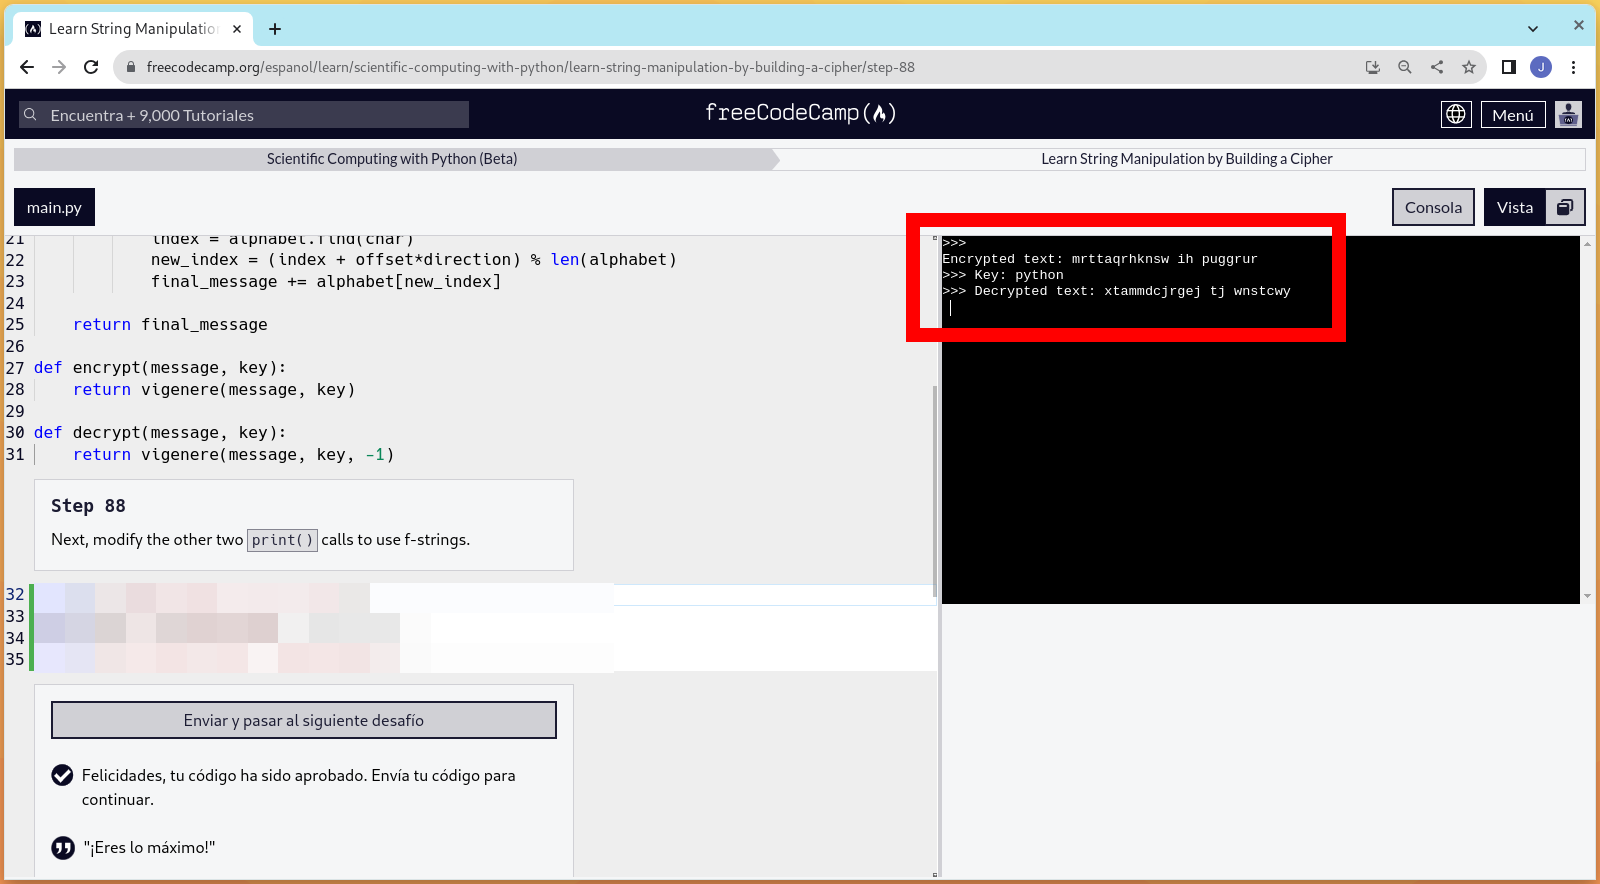 Learn String Manipulatio
freecodecamp.org/espanol/learn/scientific-computing-with-python/learn-string-manipulation-by-building-a-cipher/step-88
J
Encuentra + 9,000 Tutoriales
freeCodeCamp
Menú
Scientific Computing with Python (Beta)
Learn String Manipulation by Building a Cipher
main.py
Consola
Vista
21 index = alphabet.find(char)
22 new_index = (index + offset*direction) % len(alphabet)
23 final_message += alphabet[new_index]
24
25 return final_message
26
27 def encrypt(message, key):
28 return vigenere(message, key)
29
30 def decrypt(message, key):
31 return vigenere(message, key, -1)
Step 88
Next, modify the other two print() calls to use f-strings.
32
33
34
35
Enviar y pasar al siguiente desafío
Felicidades, tu código ha sido aprobado. Envía tu código para
continuar.
"¡Eres lo máximo!"
>>>
Encrypted text: mrttaqrhknsw ih puggrur
>>> Key: python
>>> Decrypted text: xtammdcjrgej tj wnstcwy